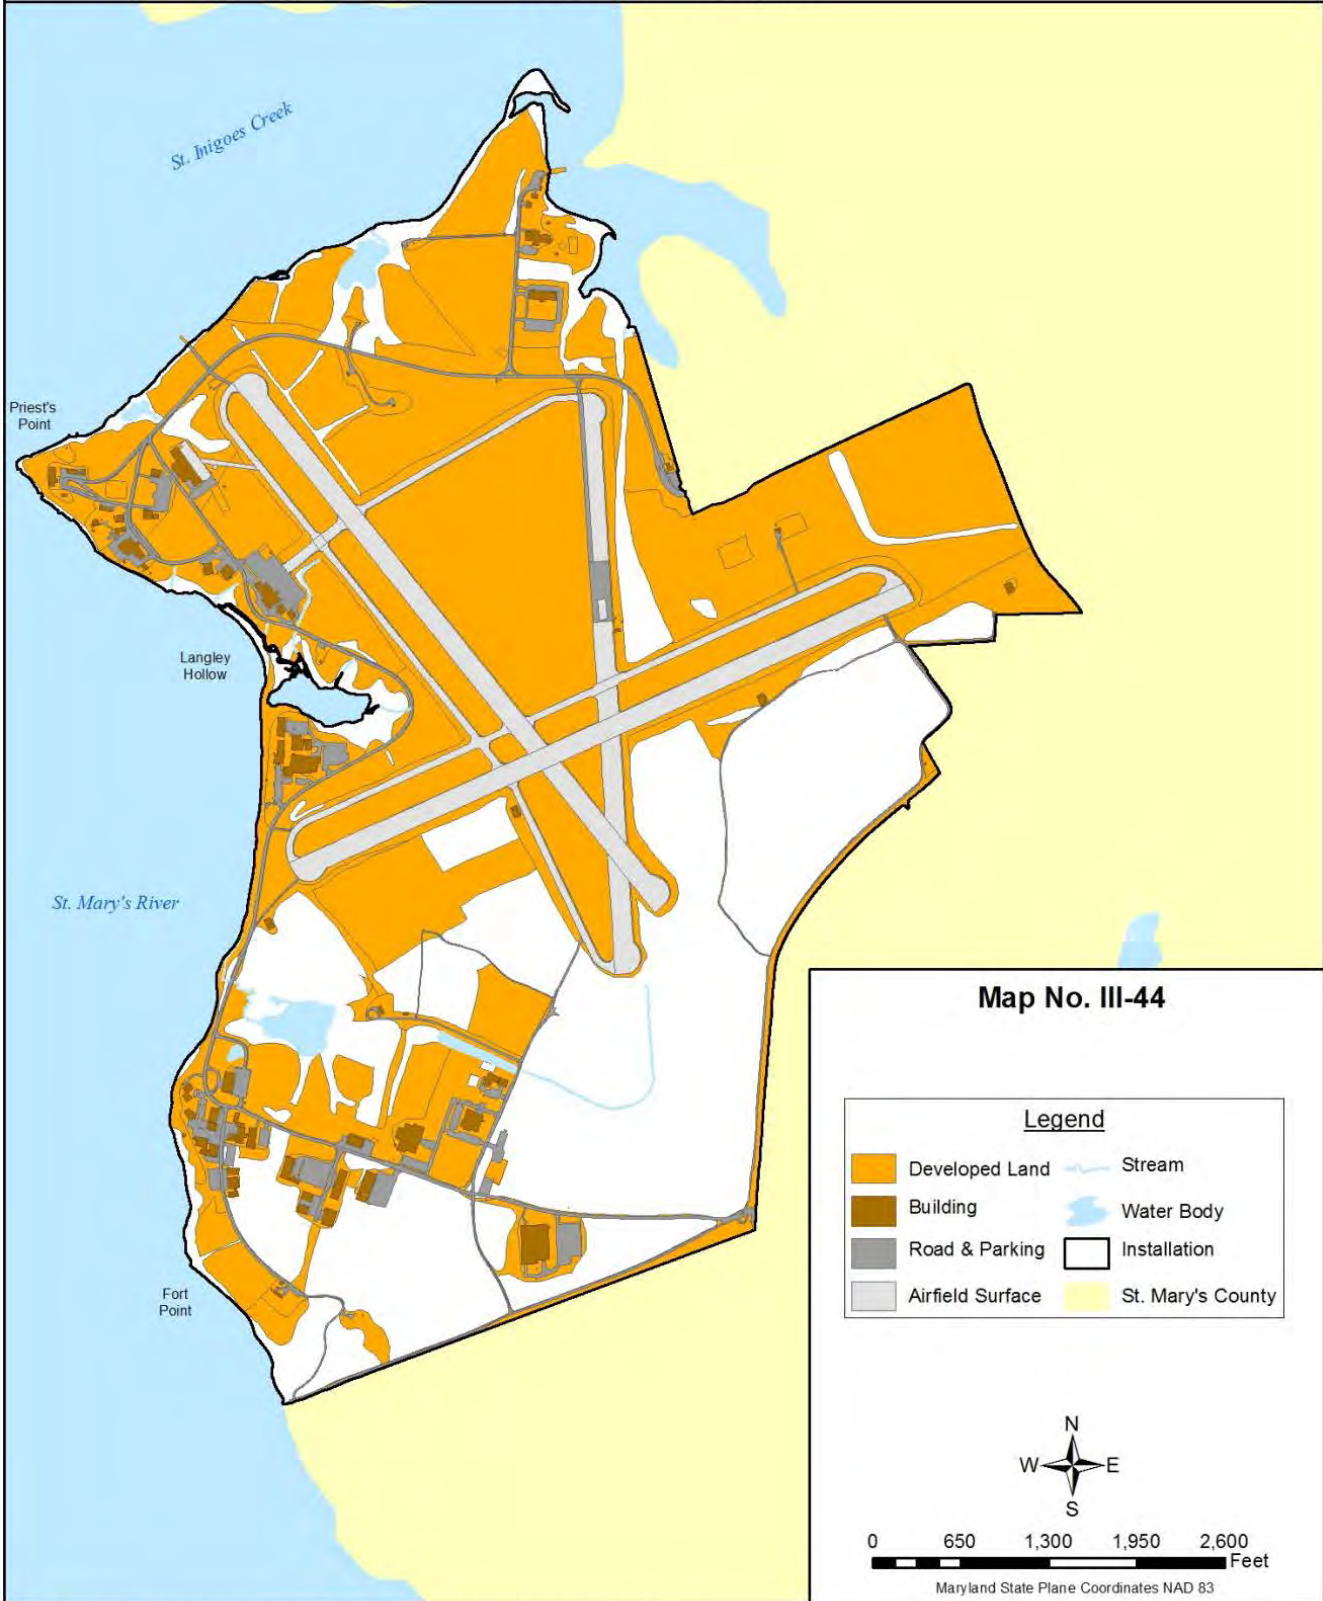 St. Inigoes Creek
Priest's
Point
Langley
Hollow
St. Mary's River
Fort
Point
Map No. III-44
Legend
Developed Land
Stream
Building
Water Body
Road & Parking
Installation
Airfield Surface
St. Mary's County
N
W E
S
0 650 1,300 1,950 2,600
Feet
Maryland State Plane Coordinates NAD 83